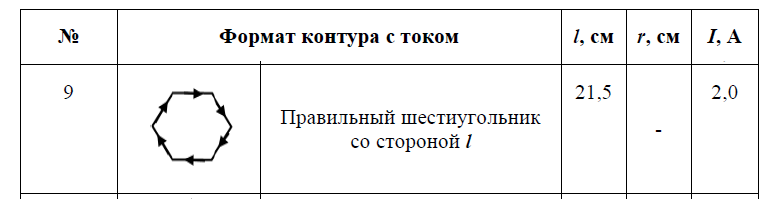 № Формат контура с током l, см r, см I, А
9 Правильный шестиугольник
со стороной l 21,5 - 2,0